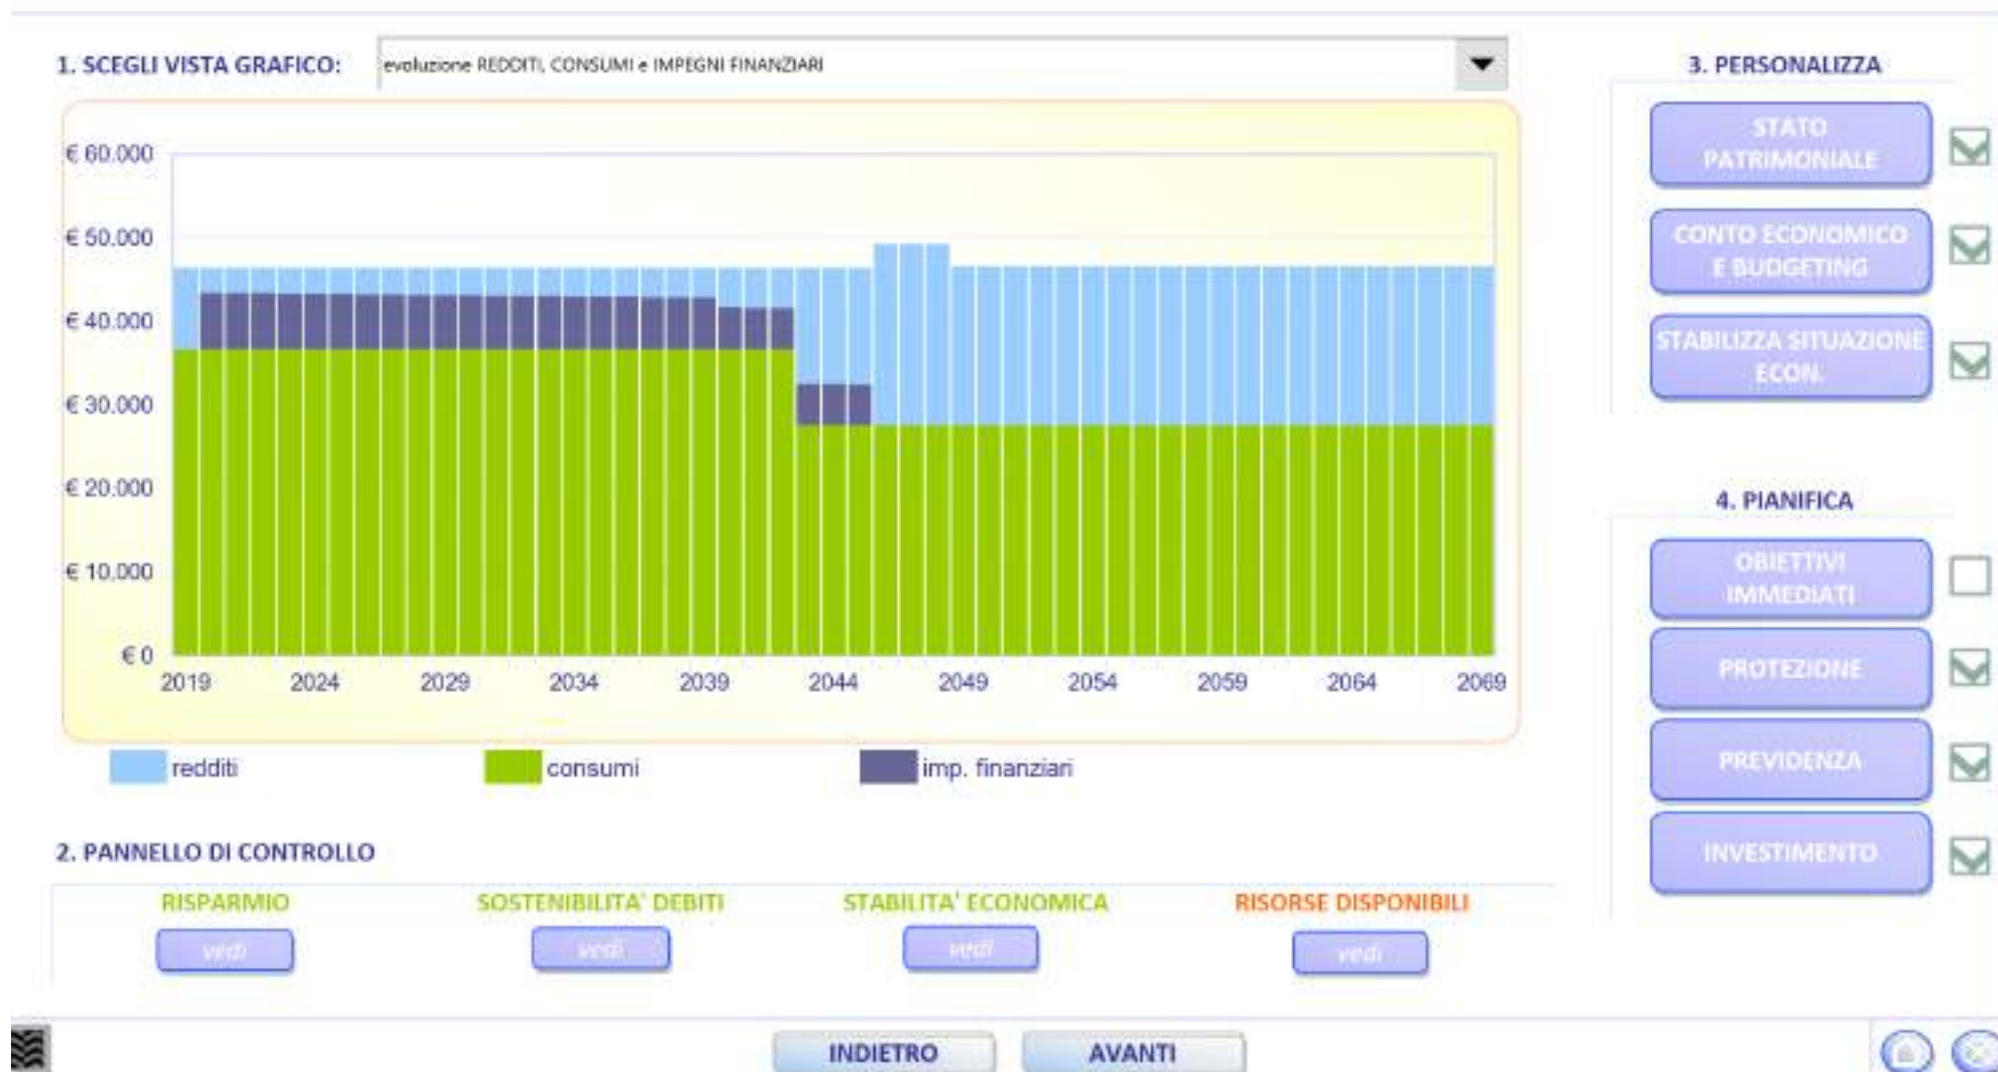 1. SCEGLI VISTA GRAFICO:
evoluzione REDDITI, CONSUMI e IMPEGNI FINANZIARI
€ 60.000
€ 50.000
€ 40.000
€ 30.000
€ 20.000
€ 10.000
€ 0
2019 2024 2029 2034 2039 2044 2049 2054 2059 2064 2069
redditi consumi imp. finanziari
2. PANNELLO DI CONTROLLO
RISPARMIO SOSTENIBILITA' DEBITI STABILITA' ECONOMICA RISORSE DISPONIBILI
vedi vedi vedi vedi
3. PERSONALIZZA
STATO
PATRIMONIALE
CONTO ECONOMICO
E BUDGETING
STABILIZZA SITUAZIONE
ECON.
4. PIANIFICA
OBIETTIVI
IMMEDIATI
PROTEZIONE
PREVIDENZA
INVESTIMENTO
INDIETRO AVANTI